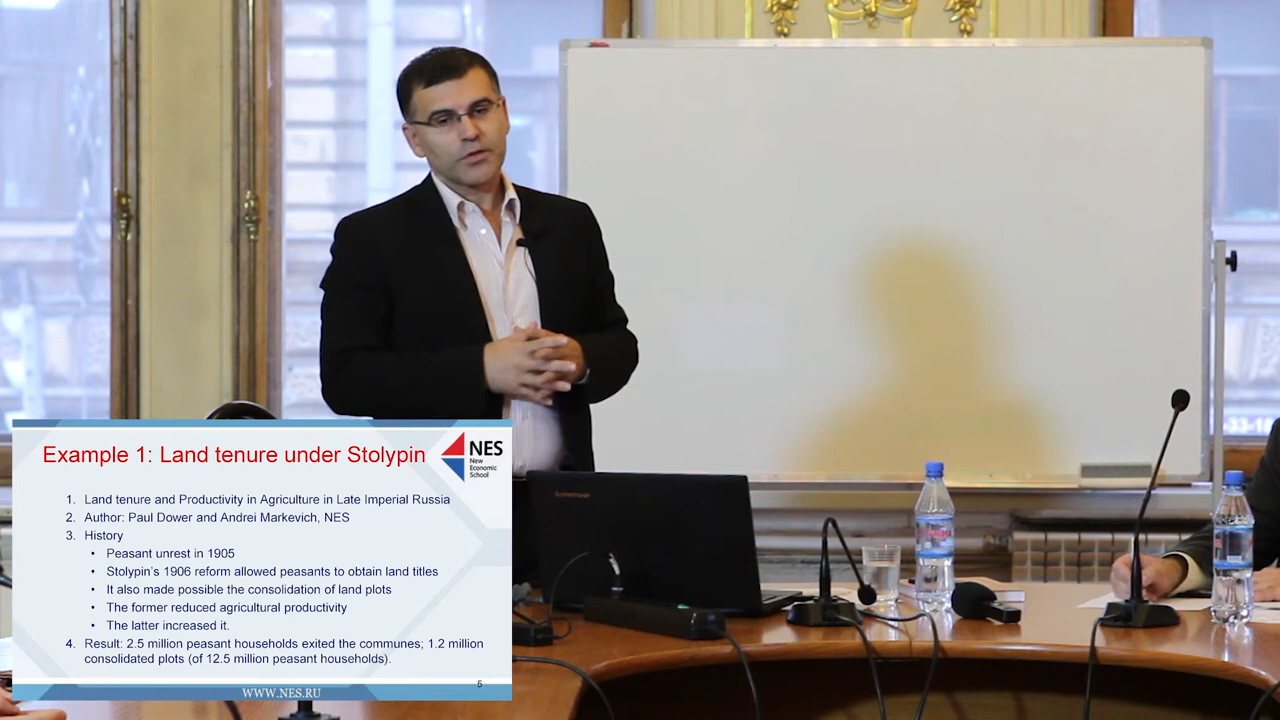 Example 1: Land tenure under Stolypin
NES
New
Economic
School
1. Land tenure and Productivity in Agriculture in Late Imperial Russia
2. Author: Paul Dower and Andrei Markevich, NES
3. History
• Peasant unrest in 1905
• Stolypin's 1906 reform allowed peasants to obtain land titles
• It also made possible the consolidation of land plots
• The former reduced agricultural productivity
• The latter increased it.
4. Result: 2.5 million peasant households exited the communes; 1.2 million
consolidated plots (of 12.5 million peasant households).
5
WWW.NES.RU
lenovo